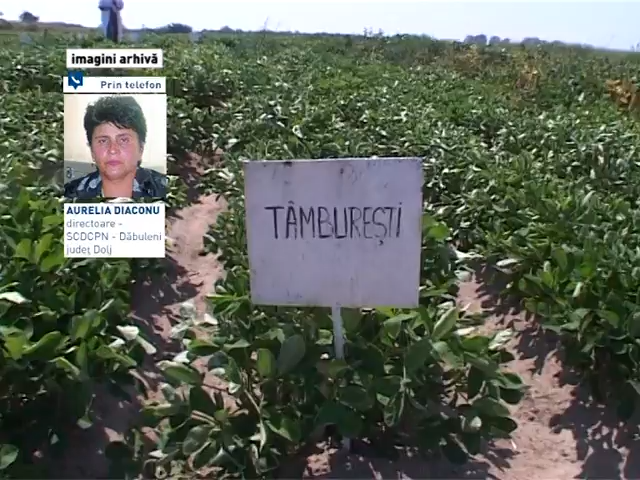 imagini arhivă
Prin telefon
AURELIA DIACONU
directoare -
SCDCPN - Dăbuleni
județ Dolj
TÂMBUREȘTI